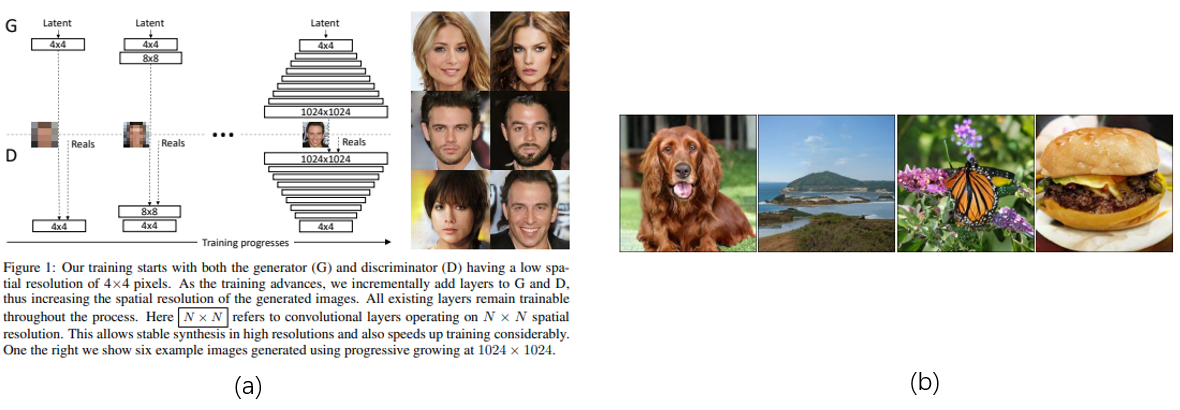 G
Latent
Latent
Latent
4x4
4x4
4x4
8x8
1024x1024
Reals
Reals
Reals
D
1024x1024
8x8
4x4
4x4
4x4
Training progresses
Figure 1: Our training starts with both the generator (G) and discriminator (D) having a low spa-
tial resolution of 4×4 pixels. As the training advances, we incrementally add layers to G and D,
thus increasing the spatial resolution of the generated images. All existing layers remain trainable
throughout the process. Here N × N refers to convolutional layers operating on N × N spatial
resolution. This allows stable synthesis in high resolutions and also speeds up training considerably.
One the right we show six example images generated using progressive growing at 1024 × 1024.
(a)
(b)